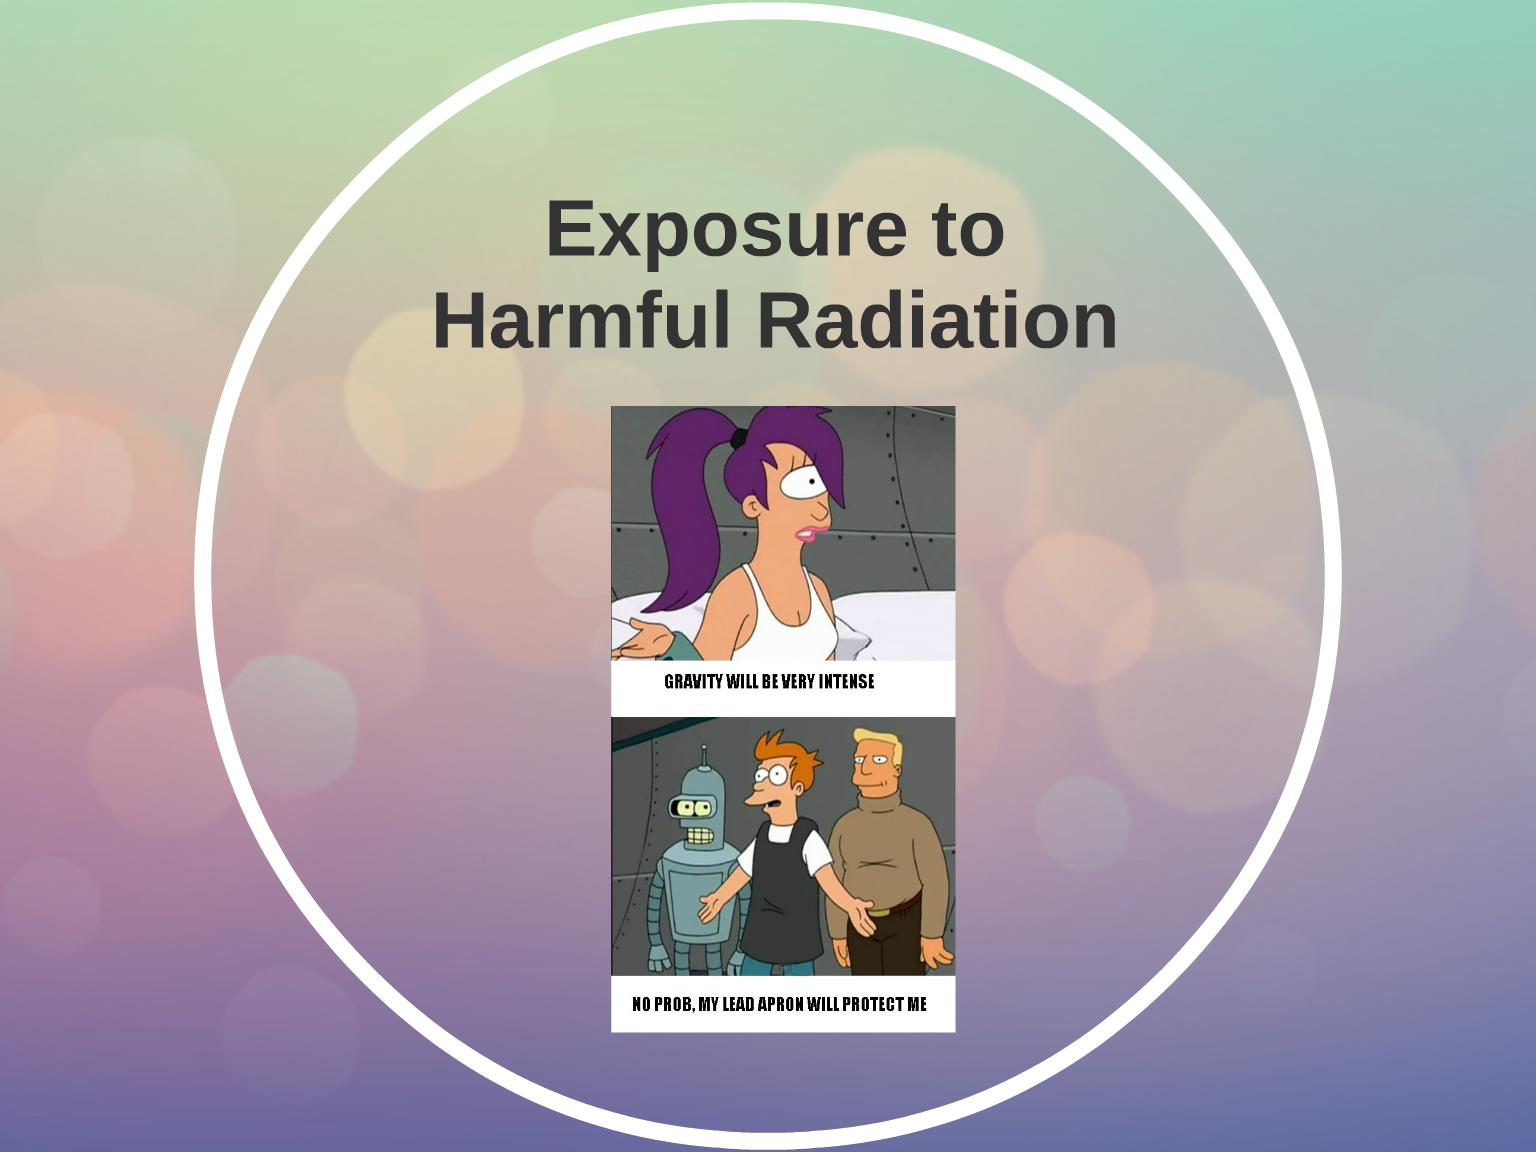 Exposure to
Harmful Radiation
GRAVITY WILL BE VERY INTENSE
NO PROB, MY LEAD APRON WILL PROTECT ME